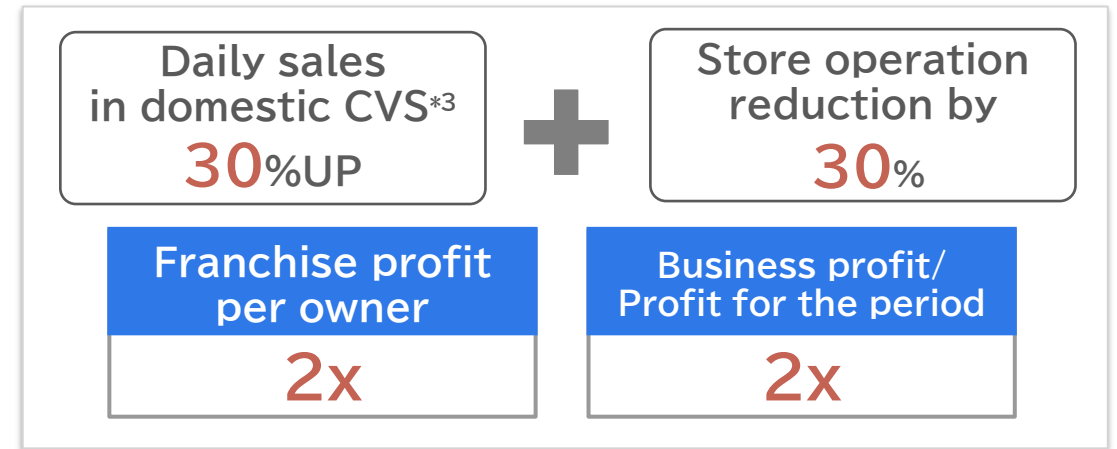 Daily sales
in domestic CVS*3
30%UP
Store operation
reduction by
30%
Franchise profit
per owner
2x
Business profit/
Profit for the period
2x